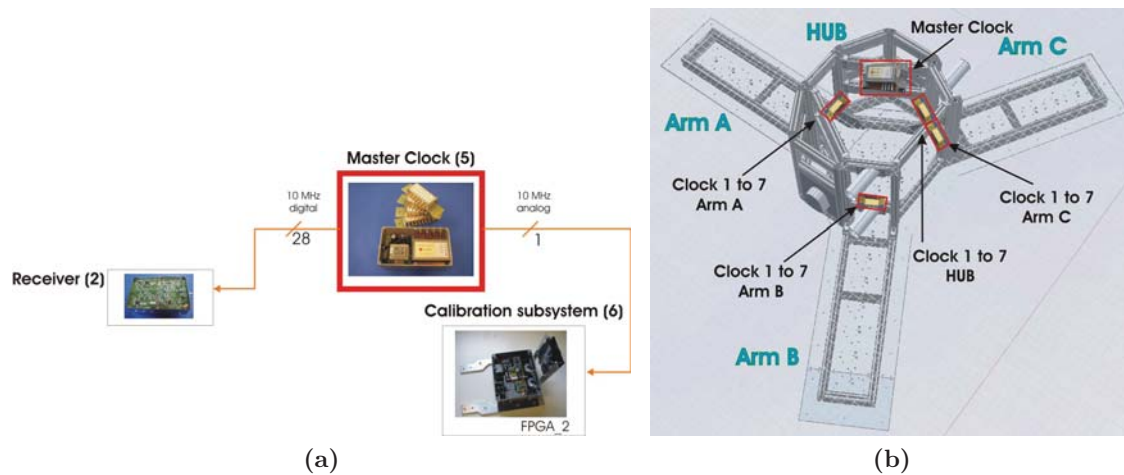 Master Clock (5)
10 MHz
digital
28
10 MHz
analog
1
Receiver (2)
Calibration subsystem (6)
FPGA_2
(a)
HUB
Master Clock
Arm C
Arm A
Clock 1 to 7
Arm A
Clock 1 to 7
Arm C
Clock 1 to 7
Arm B
Clock 1 to 7
HUB
Arm B
(b)